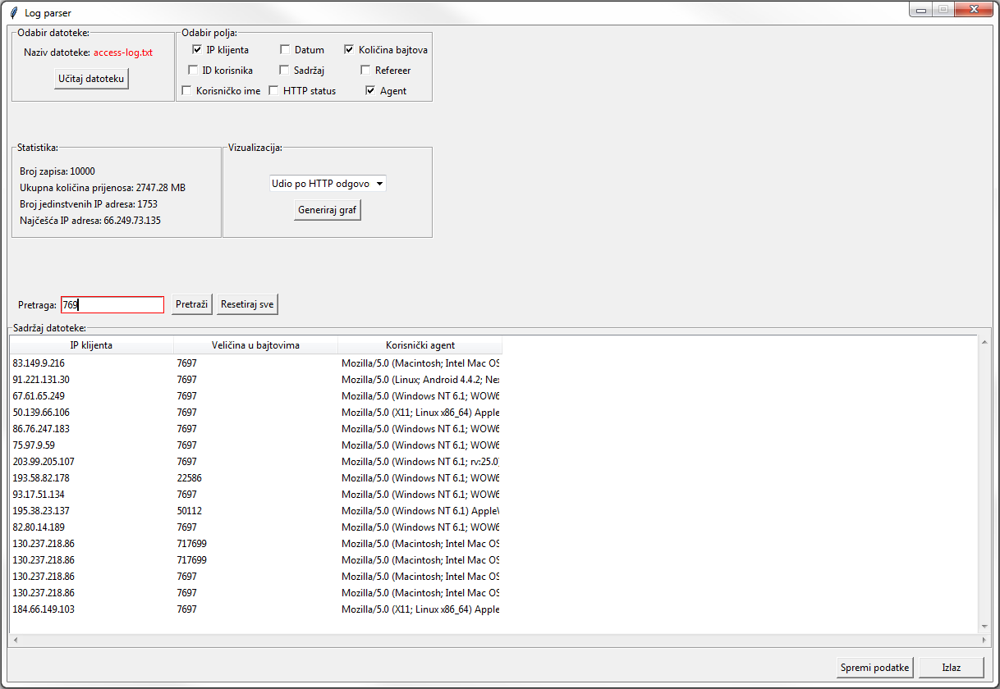 Log parser
Odabir datoteke:
Naziv datoteke: access-log.txt
Učitaj datoteku
Odabir polja:
IP klijenta Datum Količina bajtova
ID korisnika Sadržaj Refereer
Korisničko ime HTTP status Agent
Statistika:
Broj zapisa: 10000
Ukupna količina prijenosa: 2747.28 MB
Broj jedinstvenih IP adresa: 1753
Najčešća IP adresa: 66.249.73.135
Vizualizacija:
Udio po HTTP odgovo
Generiraj graf
Pretraga: 769 Pretraži Resetiraj sve
Sadržaj datoteke:
IP klijenta Veličina u bajtovima Korisnički agent
83.149.9.216 7697 Mozilla/5.0 (Macintosh; Intel Mac OS
91.221.131.30 7697 Mozilla/5.0 (Linux; Android 4.4.2; Nex
67.61.65.249 7697 Mozilla/5.0 (Windows NT 6.1; WOW6
50.139.66.106 7697 Mozilla/5.0 (X11; Linux x86_64) Apple
86.76.247.183 7697 Mozilla/5.0 (Windows NT 6.1; WOW6
75.97.9.59 7697 Mozilla/5.0 (Windows NT 6.1; WOW6
203.99.205.107 7697 Mozilla/5.0 (Windows NT 6.1; rv:25.0)
193.58.82.178 22586 Mozilla/5.0 (Windows NT 6.1; WOW6
93.17.51.134 7697 Mozilla/5.0 (Windows NT 6.1; WOW6
195.38.23.137 50112 Mozilla/5.0 (Windows NT 6.1) Apple
82.80.14.189 7697 Mozilla/5.0 (Windows NT 6.1; WOW6
130.237.218.86 717699 Mozilla/5.0 (Macintosh; Intel Mac OS
130.237.218.86 717699 Mozilla/5.0 (Macintosh; Intel Mac OS
130.237.218.86 7697 Mozilla/5.0 (Macintosh; Intel Mac OS
130.237.218.86 7697 Mozilla/5.0 (Macintosh; Intel Mac OS
184.66.149.103 7697 Mozilla/5.0 (X11; Linux x86_64) Apple
Spremi podatke Izlaz